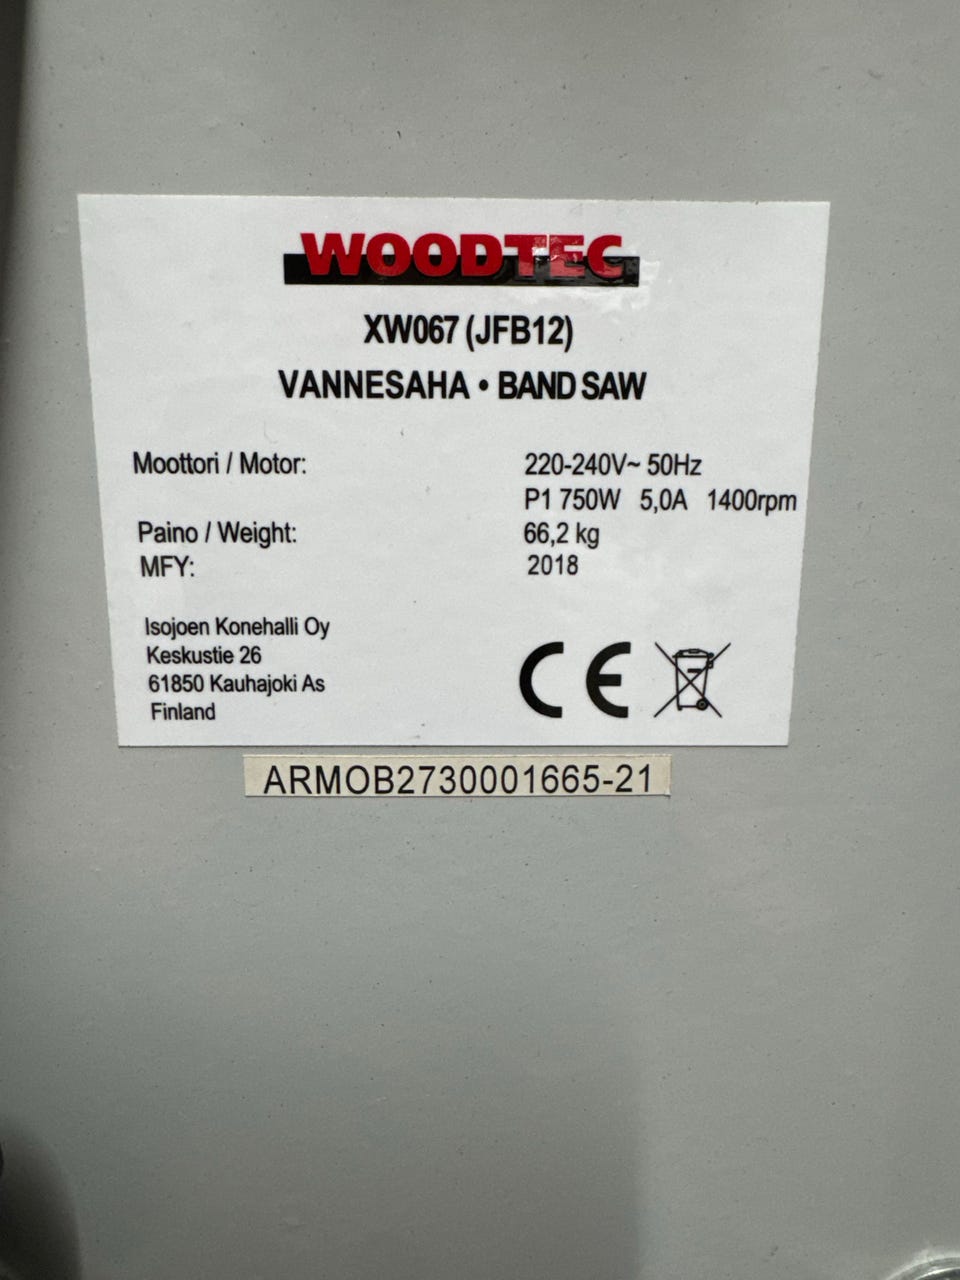 WOODTEC
XW067 (JFB12)
VANNESAHA • BAND SAW
Moottori / Motor: 220-240V~ 50Hz
P1 750W 5,0A 1400rpm
Paino / Weight: 66,2 kg
MFY: 2018
Isojoen Konehalli Oy
Keskustie 26
61850 Kauhajoki As
Finland
CE
ARMOB2730001665-21